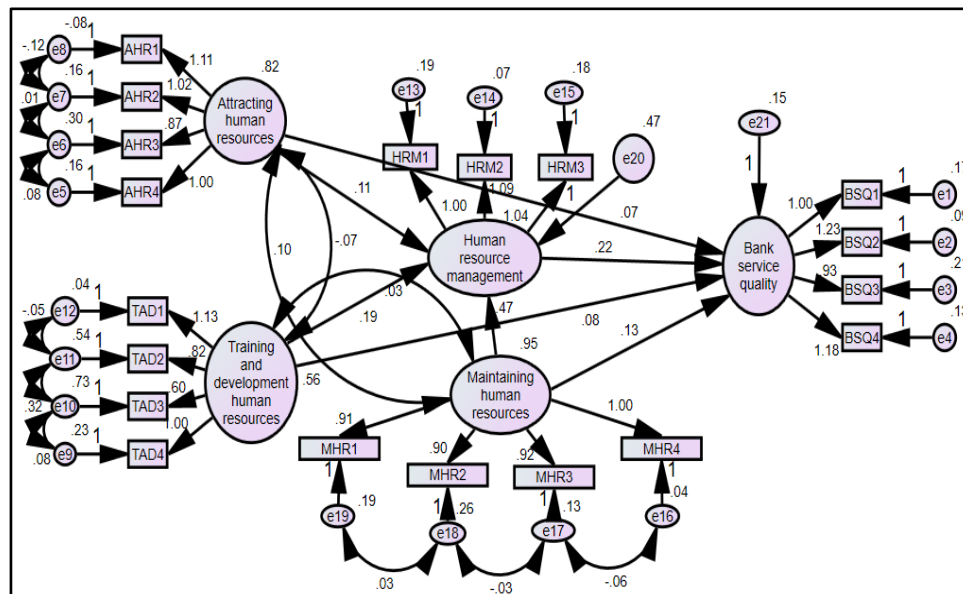 -.08
-.12
e8
1
AHR1
1.11
.82
.16
e7
1
AHR2
1.02
.01
.30
e6
1
AHR3
.87
.16
e5
1
AHR4
1.00
.08
Attracting
human
resources
.19
e13
1
HRM1
1.00
.07
e14
1
HRM2
1.09
.18
e15
1
HRM3
1.04
1
.47
e20
.15
e21
1
.11
.07
-.07
.10
Human
resource
management
.22
Bank
service
quality
1.00
BSQ1
1
e1
1.23
BSQ2
1
e2
.93
BSQ3
1
e3
1.18
BSQ4
1
e4
.04
-.05
e12
1
TAD1
1.13
.54
e11
1
TAD2
.82
.73
e10
1
TAD3
.60
.32
.23
e9
1
TAD4
1.00
.08
Training
and
development
human
resources
.56
.03
.19
.47
.08
.13
.95
Maintaining
human
resources
.91
MHR1
1
.19
e19
.90
MHR2
1
.26
e18
.92
MHR3
1
.13
e17
1.00
MHR4
1
.04
e16
.03
-.03
-.06